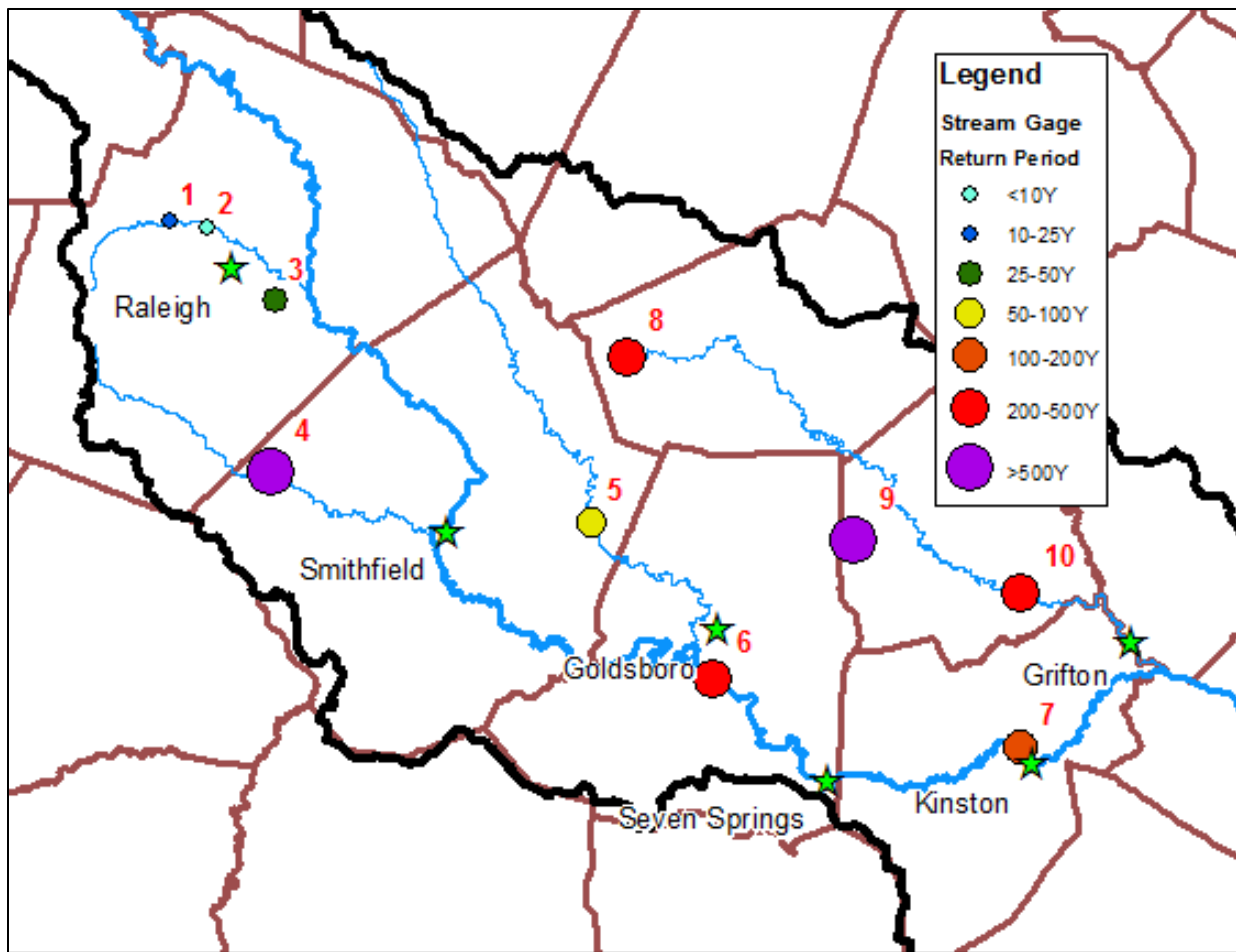 Legend
Stream Gage
Return Period
<10Y
10-25Y
25-50Y
50-100Y
100-200Y
200-500Y
>500Y
1
2
3
Raleigh
8
4
5
9
Smithfield
10
6
Goldsboro
Grifton
7
Seven Springs
Kinston